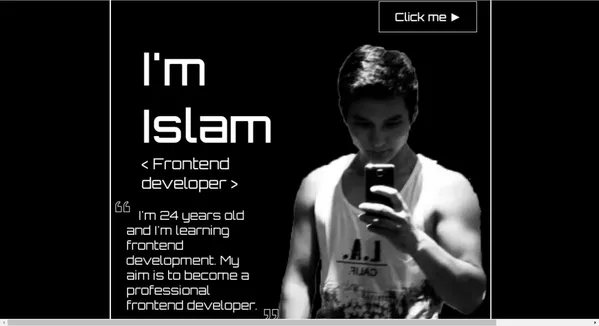 Click me ►
I'm
Islam
< Frontend
developer >
I'm 24 years old
and I'm learning
frontend
development. My
aim is to become a
professional
frontend developer.
L.A.
CALIF